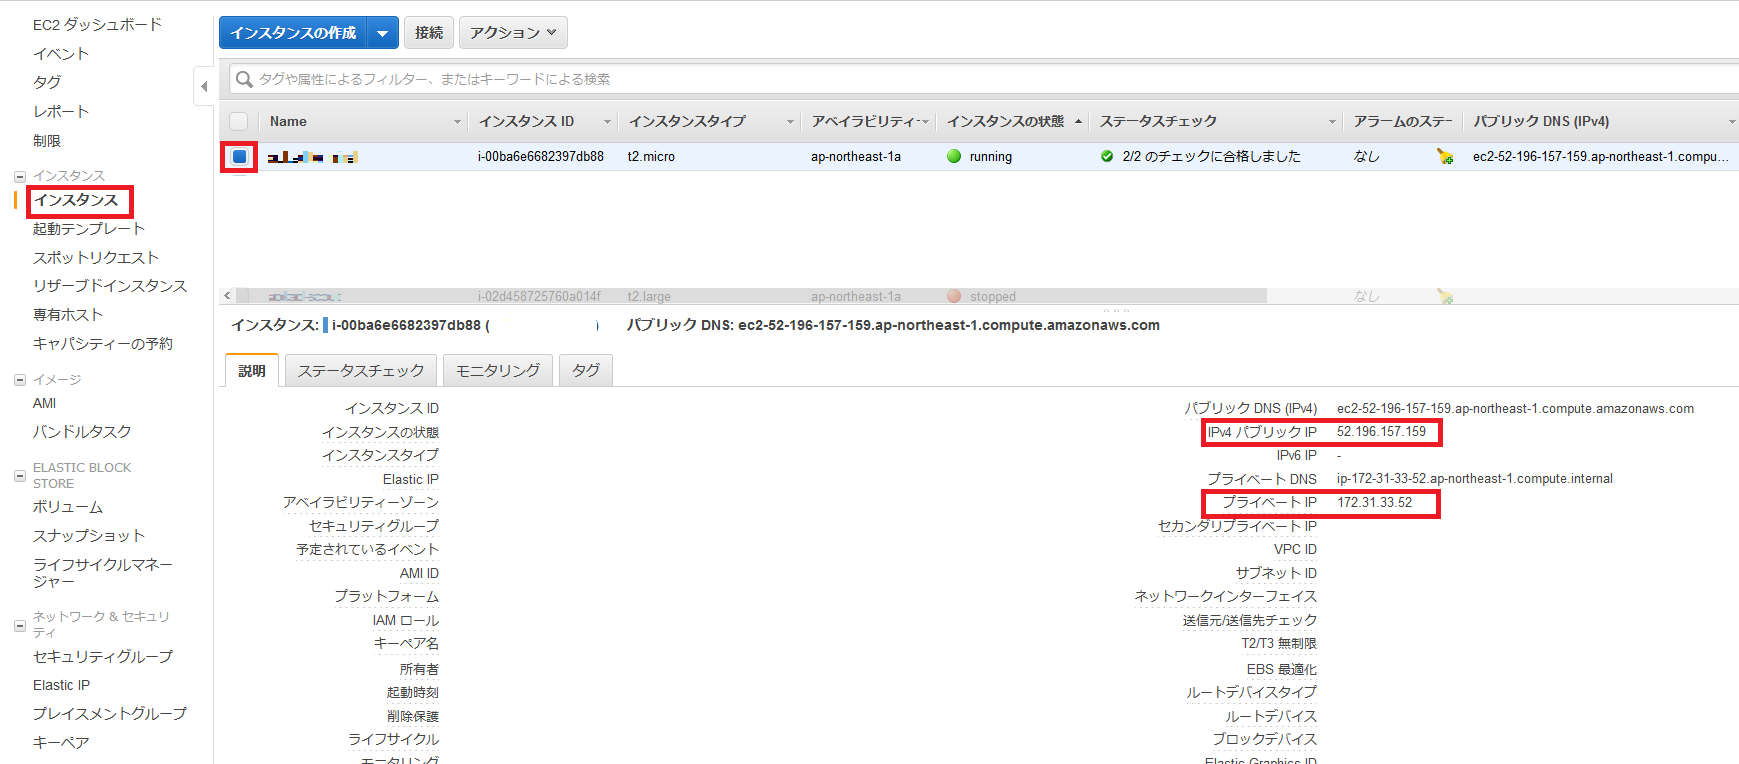 EC2 ダッシュボード
イベント
タグ
レポート
制限
インスタンス
インスタンス
起動テンプレート
スポットリクエスト
リザーブドインスタンス
専有ホスト
キャパシティーの予約
イメージ
AMI
バンドルタスク
ELASTIC BLOCK
STORE
ボリューム
スナップショット
ライフサイクルマネー
ジャー
ネットワーク & セキュリ
ティ
セキュリティグループ
Elastic IP
プレイスメントグループ
キーペア
インスタンスの作成 接続 アクション
タグや属性によるフィルター、またはキーワードによる検索
Name インスタンス ID インスタンスタイプ アベイラビリティー インスタンスの状態 ステータスチェック アラームのステー パブリック DNS (IPv4)
i-00ba6e6682397db88 t2.micro ap-northeast-1a running 2/2 のチェックに合格しました なし ec2-52-196-157-159.ap-northeast-1.compu...
i-02d458725760a014f t2.large ap-northeast-1a stopped なし
インスタンス: i-00ba6e6682397db88 ( ) パブリック DNS: ec2-52-196-157-159.ap-northeast-1.compute.amazonaws.com
説明 ステータスチェック モニタリング タグ
インスタンス ID
インスタンスの状態
インスタンスタイプ
Elastic IP
アベイラビリティーゾーン
セキュリティグループ
予定されているイベント
AMI ID
プラットフォーム
IAM ロール
キーペア名
所有者
起動時刻
削除保護
ライフサイクル
モニタリング
パブリック DNS (IPv4) ec2-52-196-157-159.ap-northeast-1.compute.amazonaws.com
IPv4 パブリック IP 52.196.157.159
IPv6 IP -
プライベート DNS ip-172-31-33-52.ap-northeast-1.compute.internal
プライベート IP 172.31.33.52
セカンダリプライベート IP
VPC ID
サブネット ID
ネットワークインターフェイス
送信元/送信先チェック
T2/T3 無制限
EBS 最適化
ルートデバイスタイプ
ルートデバイス
ブロックデバイス
Elastic Graphics ID